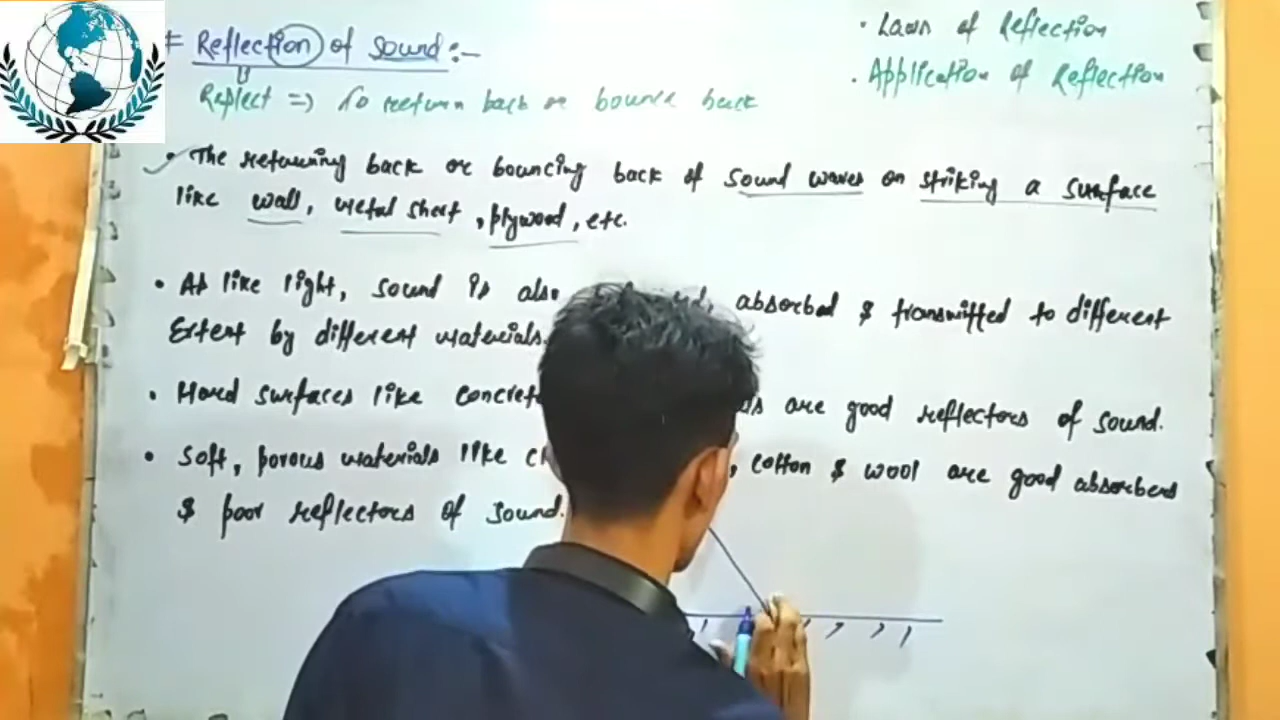 # Reflection of sound :-
Reflect => To return back or bounce back
• Laws of Reflection
• Application of Reflection
• The returning back or bouncing back of sound waves on striking a surface
like wall, metal sheet, plywood, etc.
• As like light, sound is also absorbed $ transmitted to different
Extent by different materials.
• Hard surfaces like concrete are good reflectors of sound.
• Soft, porous materials like , cotton $ wool are good absorbers
$ poor reflectors of sound.